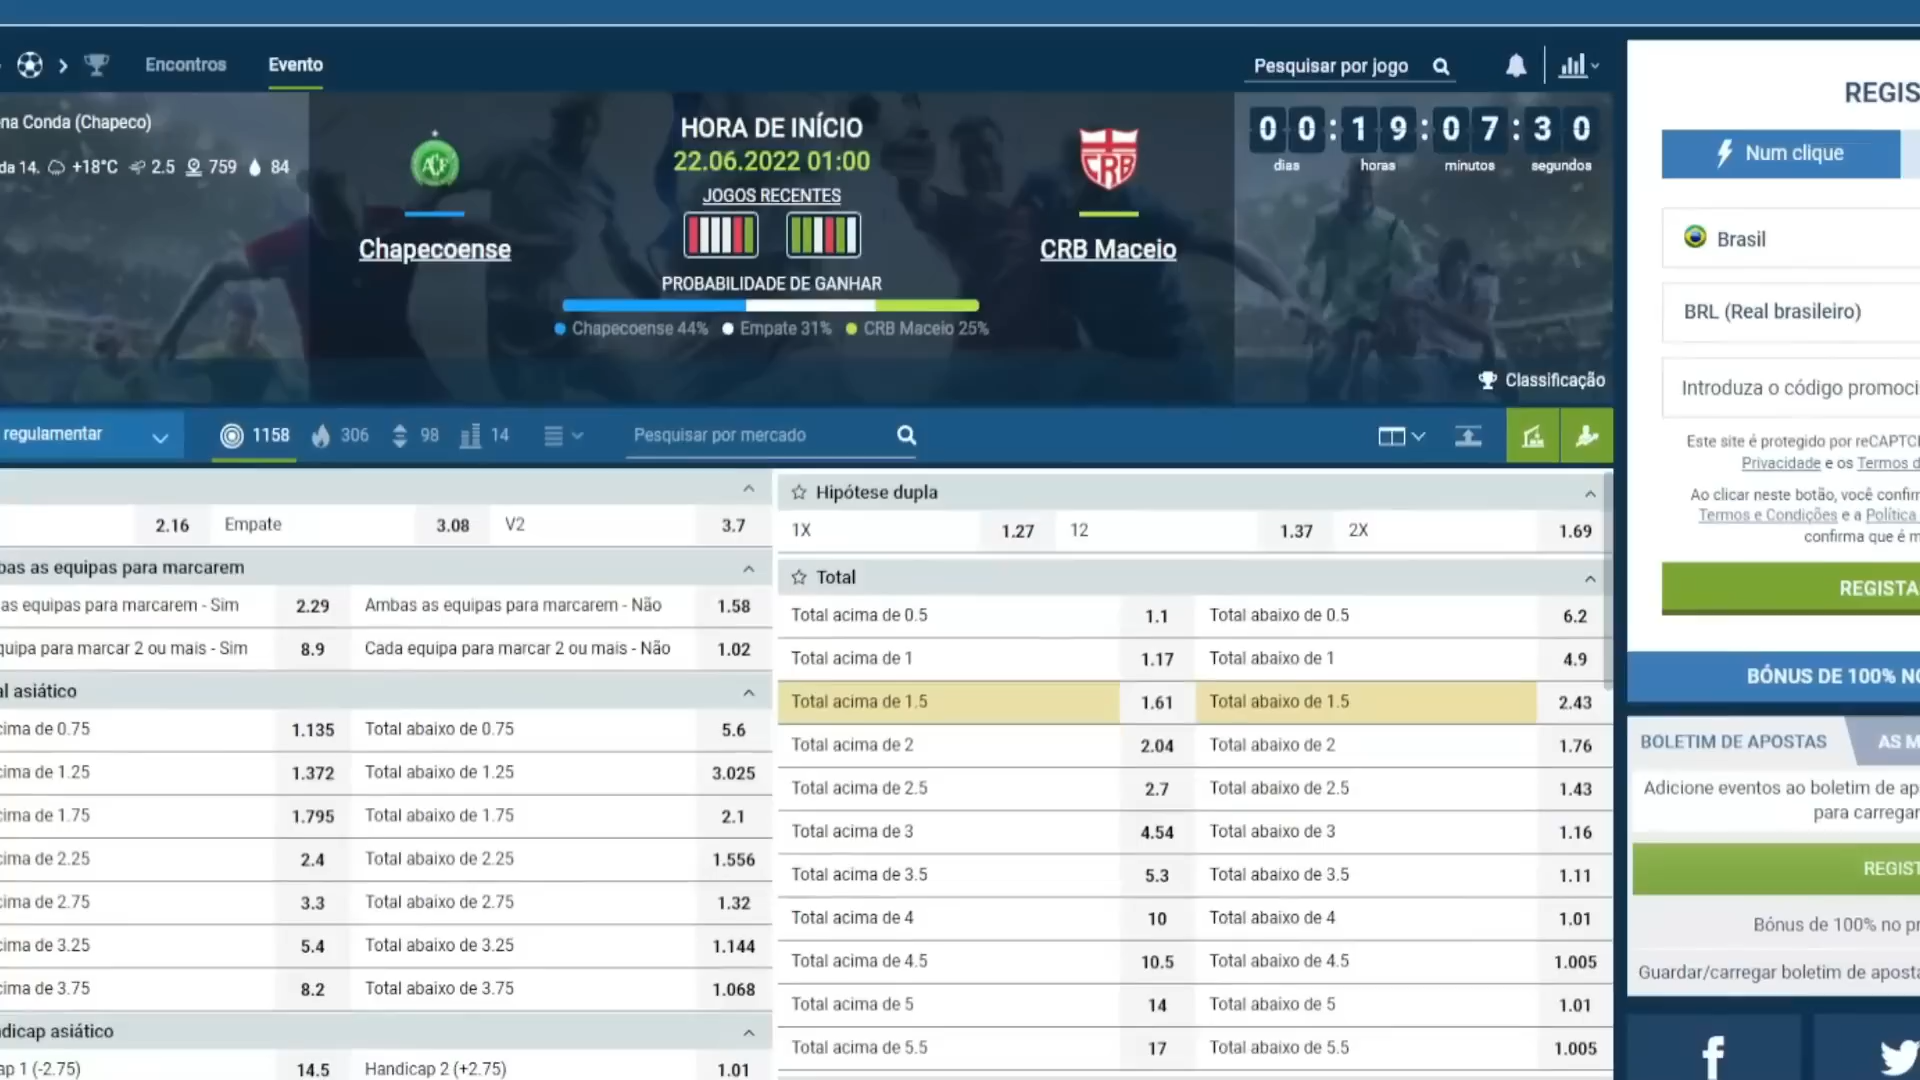 Encontros
Evento
Pesquisar por jogo
na Conda (Chapeco)
da 14. +18°C 2.5 759 84
ACF
Chapecoense
HORA DE INÍCIO
22.06.2022 01:00
JOGOS RECENTES
PROBABILIDADE DE GANHAR
Chapecoense 44% Empate 31% CRB Maceio 25%
CRB
CRB Maceio
00:19:07:30
dias horas minutos segundos
Classificação
regulamentar
1158 306 98 14
Pesquisar por mercado
2.16 Empate 3.08 V2 3.7
bas as equipas para marcarem
as equipas para marcarem - Sim 2.29 Ambas as equipas para marcarem - Não 1.58
quipa para marcar 2 ou mais - Sim 8.9 Cada equipa para marcar 2 ou mais - Não 1.02
al asiático
cima de 0.75 1.135 Total abaixo de 0.75 5.6
cima de 1.25 1.372 Total abaixo de 1.25 3.025
cima de 1.75 1.795 Total abaixo de 1.75 2.1
cima de 2.25 2.4 Total abaixo de 2.25 1.556
cima de 2.75 3.3 Total abaixo de 2.75 1.32
cima de 3.25 5.4 Total abaixo de 3.25 1.144
cima de 3.75 8.2 Total abaixo de 3.75 1.068
dicap asiático
ap 1 (-2.75) 14.5 Handicap 2 (+2.75) 1.01
Hipótese dupla
1X 1.27 12 1.37 2X 1.69
Total
Total acima de 0.5 1.1 Total abaixo de 0.5 6.2
Total acima de 1 1.17 Total abaixo de 1 4.9
Total acima de 1.5 1.61 Total abaixo de 1.5 2.43
Total acima de 2 2.04 Total abaixo de 2 1.76
Total acima de 2.5 2.7 Total abaixo de 2.5 1.43
Total acima de 3 4.54 Total abaixo de 3 1.16
Total acima de 3.5 5.3 Total abaixo de 3.5 1.11
Total acima de 4 10 Total abaixo de 4 1.01
Total acima de 4.5 10.5 Total abaixo de 4.5 1.005
Total acima de 5 14 Total abaixo de 5 1.01
Total acima de 5.5 17 Total abaixo de 5.5 1.005
REGIS
Num clique
Brasil
BRL (Real brasileiro)
Introduza o código promoci
Este site é protegido por reCAPTC
Privacidade e os Termos d
Ao clicar neste botão, você confir
Termos e Condições e a Política
confirma que é m
REGISTA
BÓNUS DE 100% NO
BOLETIM DE APOSTAS
AS M
Adicione eventos ao boletim de ap
para carregar
REGIST
Bónus de 100% no pr
Guardar/carregar boletim de aposta